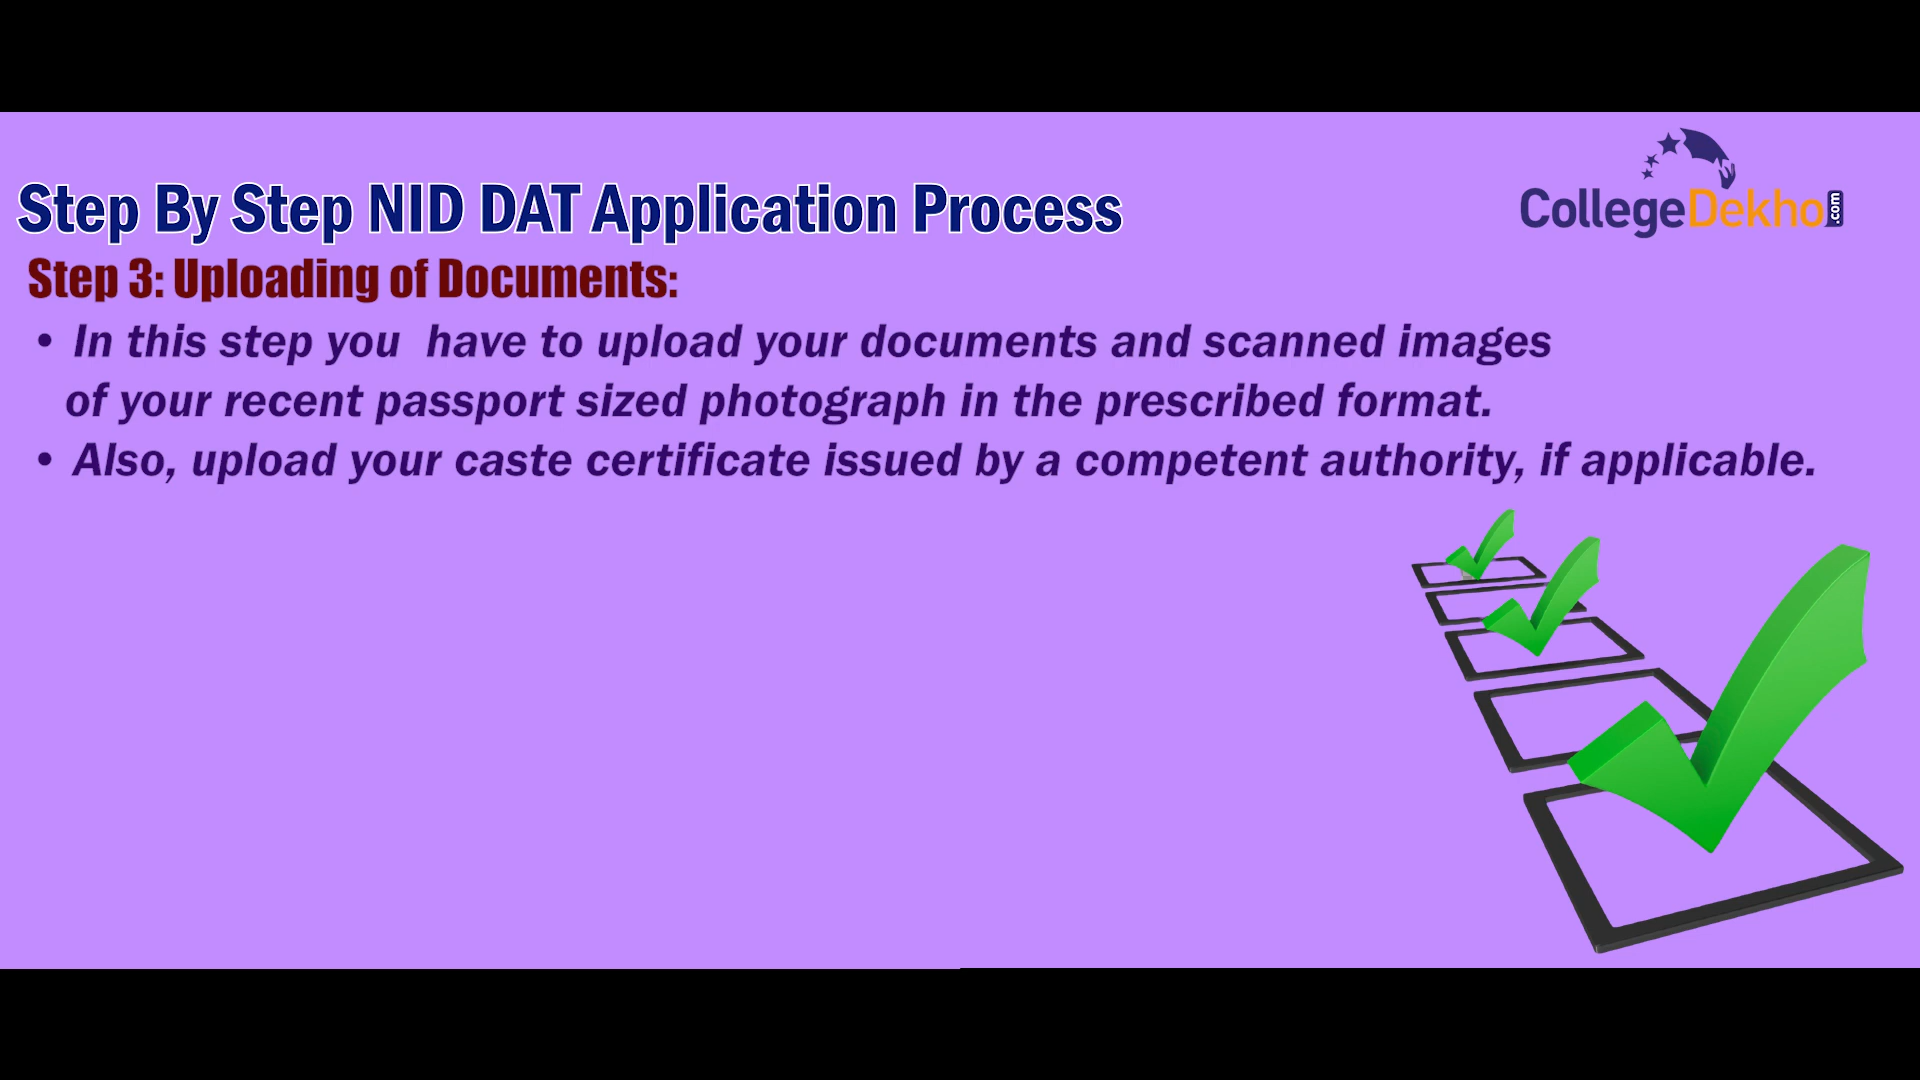 CollegeDekho.com
Step By Step NID DAT Application Process
Step 3: Uploading of Documents:
• In this step you  have to upload your documents and scanned images
of your recent passport sized photograph in the prescribed format.
• Also, upload your caste certificate issued by a competent authority, if applicable.